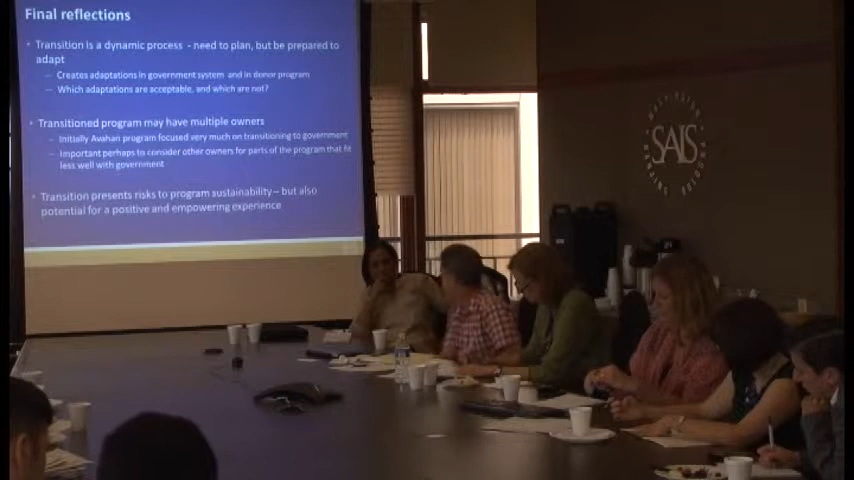 Final reflections
• Transition is a dynamic process - need to plan, but be prepared to
adapt
– Creates adaptations in government system and in donor program
– Which adaptations are acceptable, and which are not?
• Transitioned program may have multiple owners
– Initially Avahan program focused very much on transitioning to government
– Important perhaps to consider other owners for parts of the program that fit
less well with government
• Transition presents risks to program sustainability – but also
potential for a positive and empowering experience
SAIS